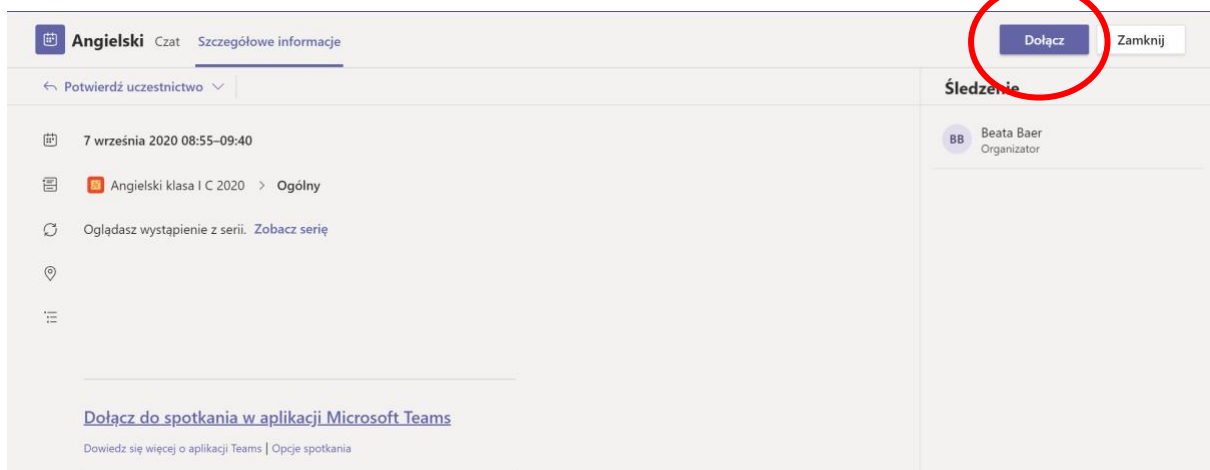 Angielski Czat Szczegółowe informacje
Dołącz Zamknij
Potwierdź uczestnictwo
Śledzenie
7 września 2020 08:55–09:40
BB Beata Baer
Organizator
Angielski klasa I C 2020 > Ogólny
Oglądasz wystąpienie z serii. Zobacz serię
Dołącz do spotkania w aplikacji Microsoft Teams
Dowiedz się więcej o aplikacji Teams | Opcje spotkania